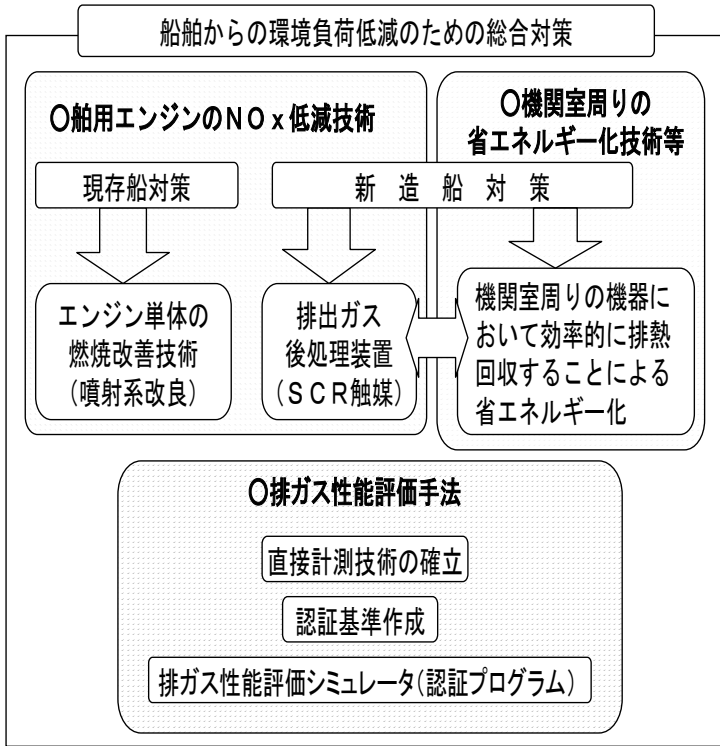 船舶からの環境負荷低減のための総合対策
○舶用エンジンのNOx低減技術
現存船対策
新造船対策
エンジン単体の
燃焼改善技術
(噴射系改良)
排出ガス
後処理装置
(SCR触媒)
○機関室周りの
省エネルギー化技術等
機関室周りの機器に
おいて効率的に排熱
回収することによる
省エネルギー化
○排ガス性能評価手法
直接計測技術の確立
認証基準作成
排ガス性能評価シミュレータ(認証プログラム)